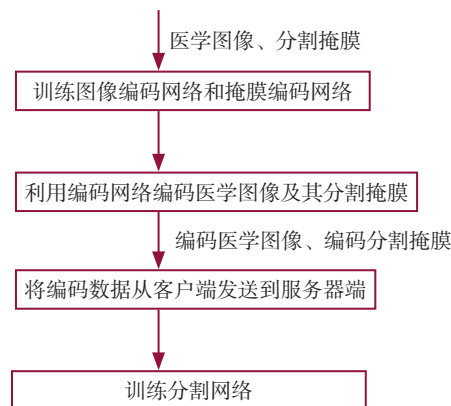 医学图像、分割掩膜
训练图像编码网络和掩膜编码网络
利用编码网络编码医学图像及其分割掩膜
编码医学图像、编码分割掩膜
将编码数据从客户端发送到服务器端
训练分割网络